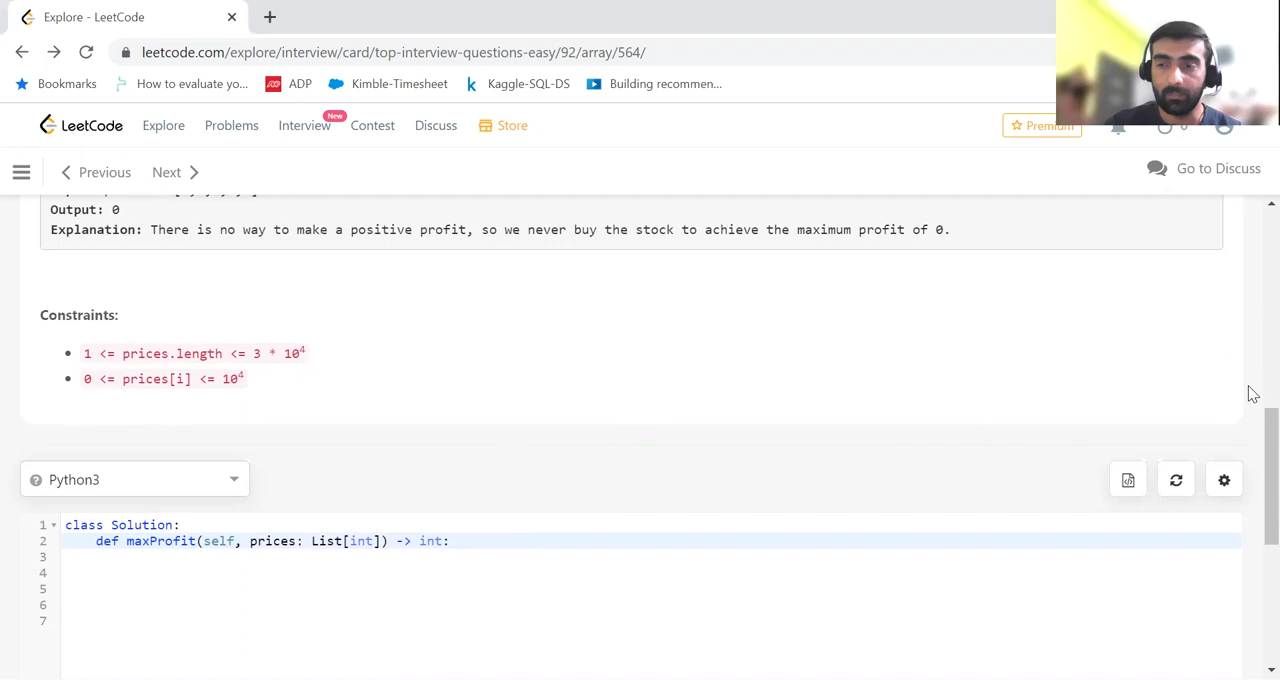 Explore - LeetCode
leetcode.com/explore/interview/card/top-interview-questions-easy/92/array/564/
Bookmarks How to evaluate yo... ADP Kimble-Timesheet Kaggle-SQL-DS Building recommen...
LeetCode Explore Problems Interview New Contest Discuss Store Premium 0
Previous Next Go to Discuss
Output: 0
Explanation: There is no way to make a positive profit, so we never buy the stock to achieve the maximum profit of 0.
Constraints:
1 <= prices.length <= 3 * 10⁴
0 <= prices[i] <= 10⁴
Python3
1 class Solution:
2 def maxProfit(self, prices: List[int]) -> int:
3
4
5
6
7